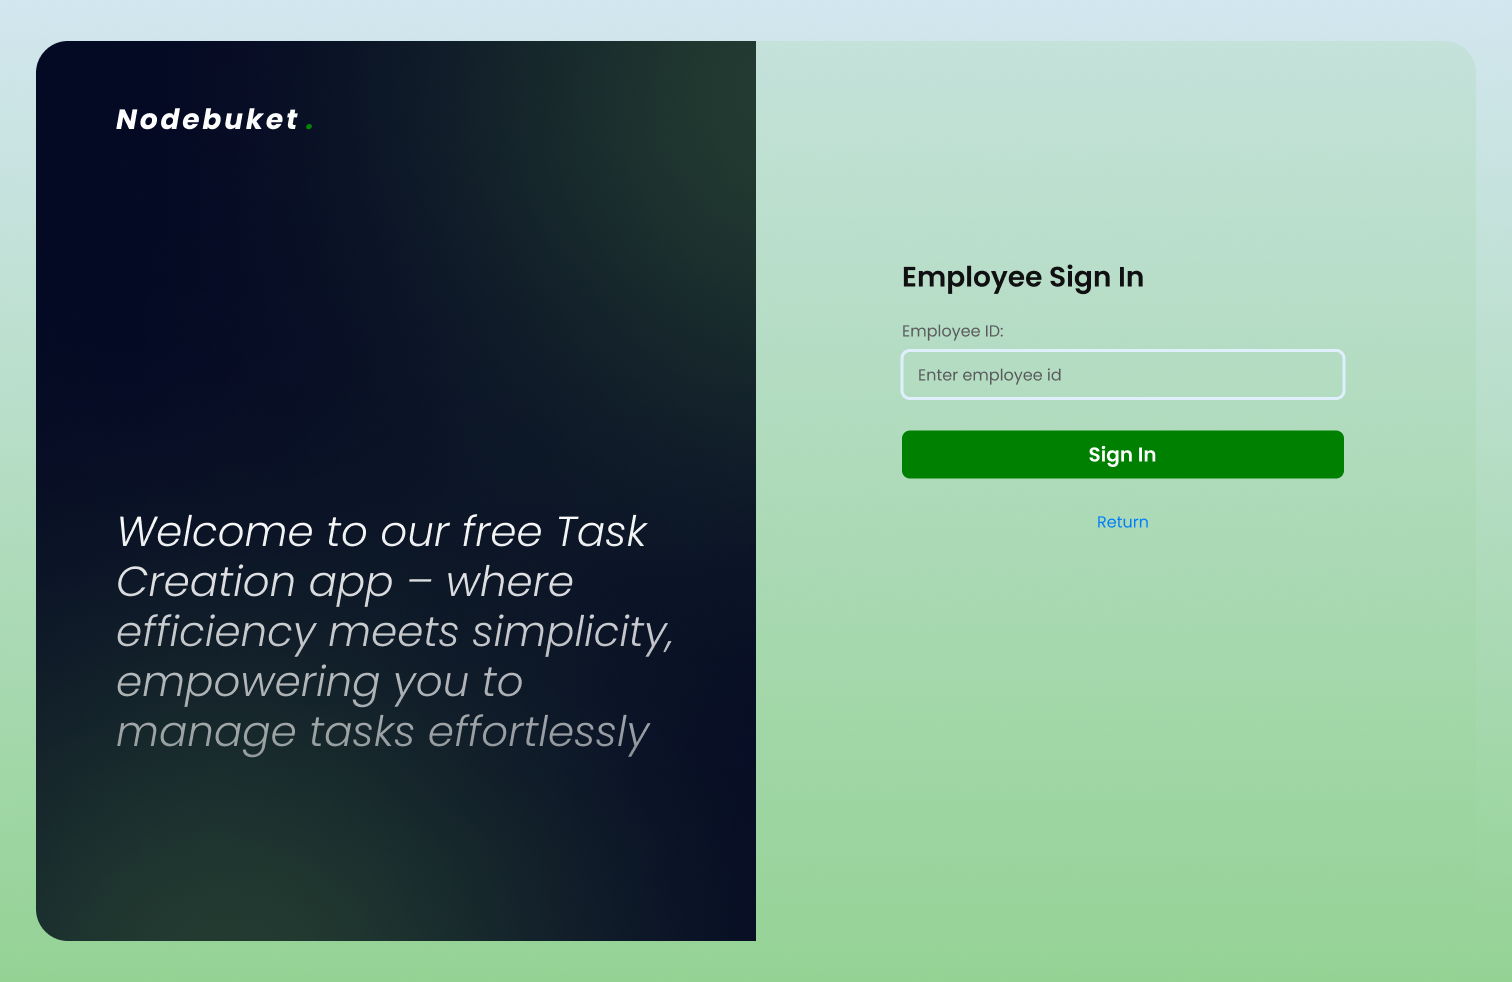 Nodebuket .
Welcome to our free Task
Creation app – where
efficiency meets simplicity,
empowering you to
manage tasks effortlessly
Employee Sign In
Employee ID:
Enter employee id
Sign In
Return